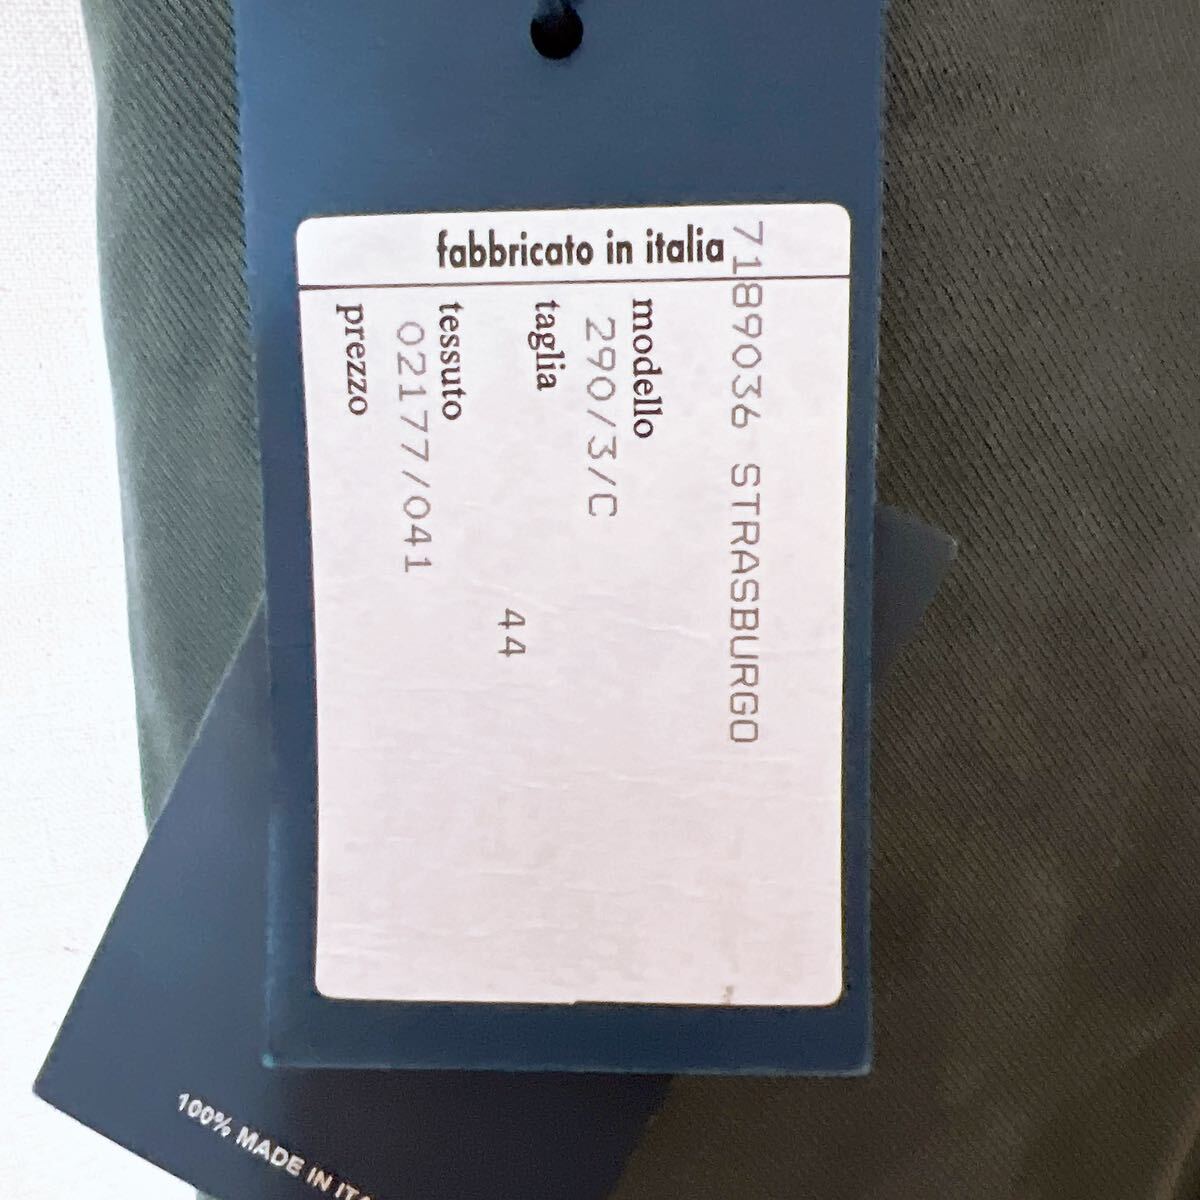 fabbricato in italia
7189036 STRASBURGO
modello
290/3/C
taglia
44
tessuto
02177/041
prezzo
100% MADE IN ITA